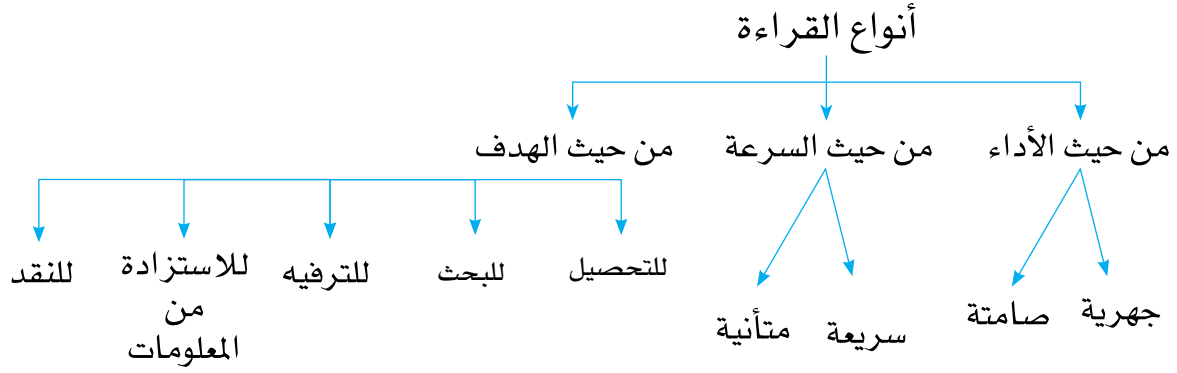 أنواع القراءة
من حيث الأداء
من حيث السرعة
من حيث الهدف
جهرية
صامتة
سريعة
متأنية
للتحصيل
للبحث
للترفيه
للاستزادة
من
المعلومات
للنقد